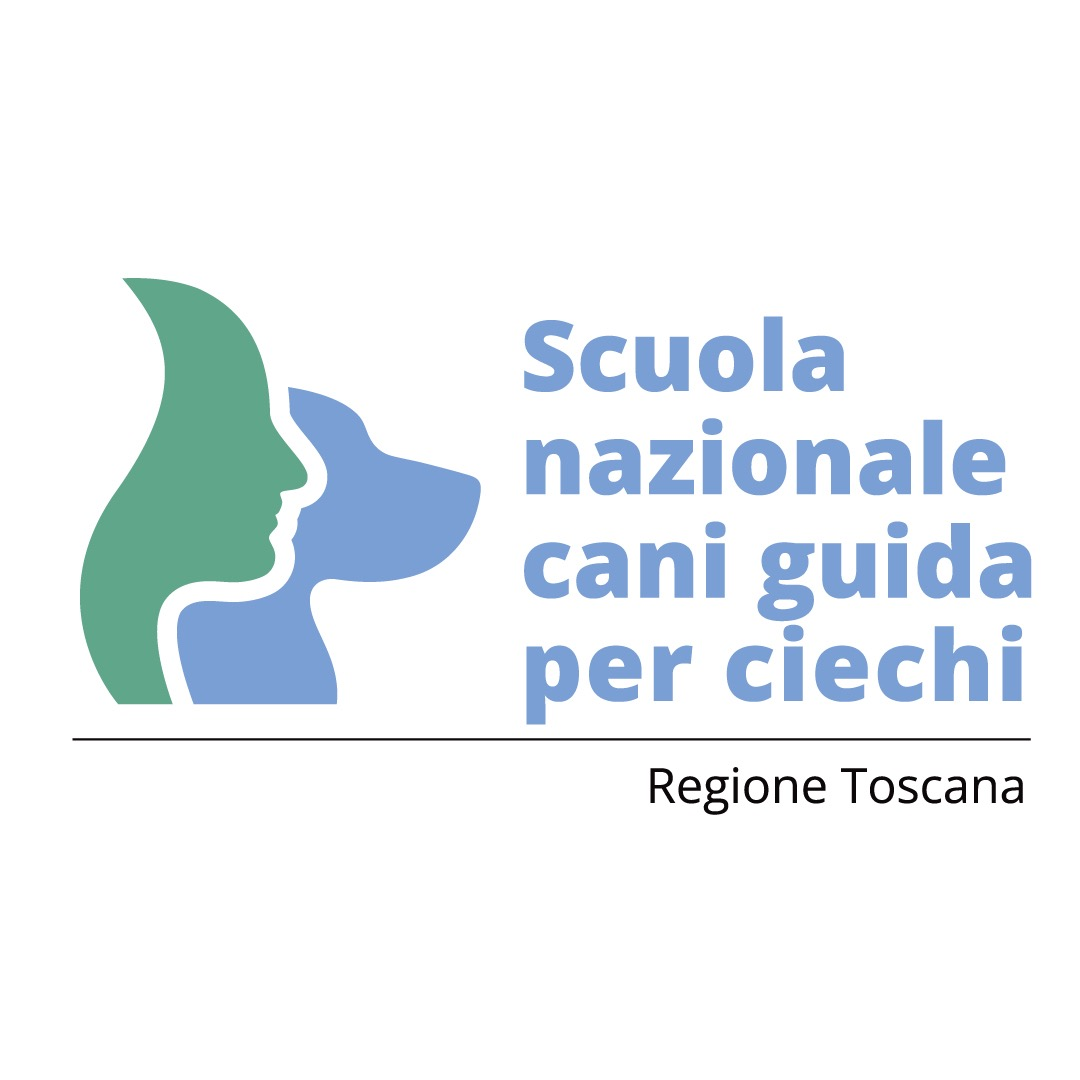 Scuola
nazionale
cani guida
per ciechi
Regione Toscana